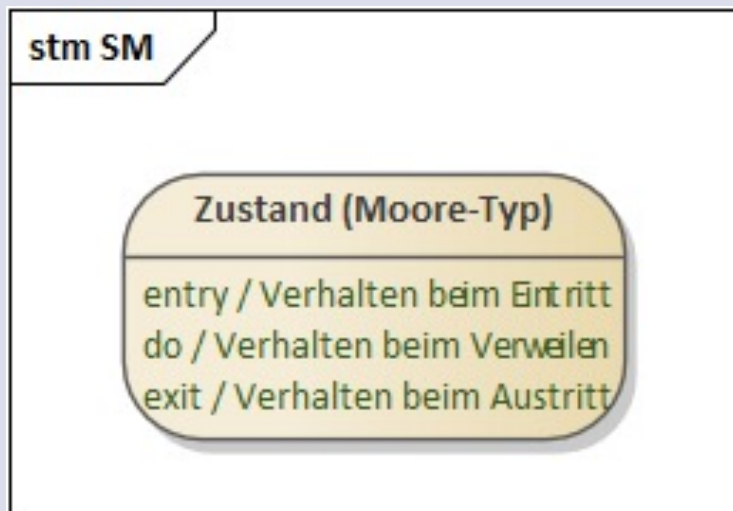 stm SM
Zustand (Moore-Typ)
entry / Verhalten beim Eintritt
do / Verhalten beim Verweilen
exit / Verhalten beim Austritt